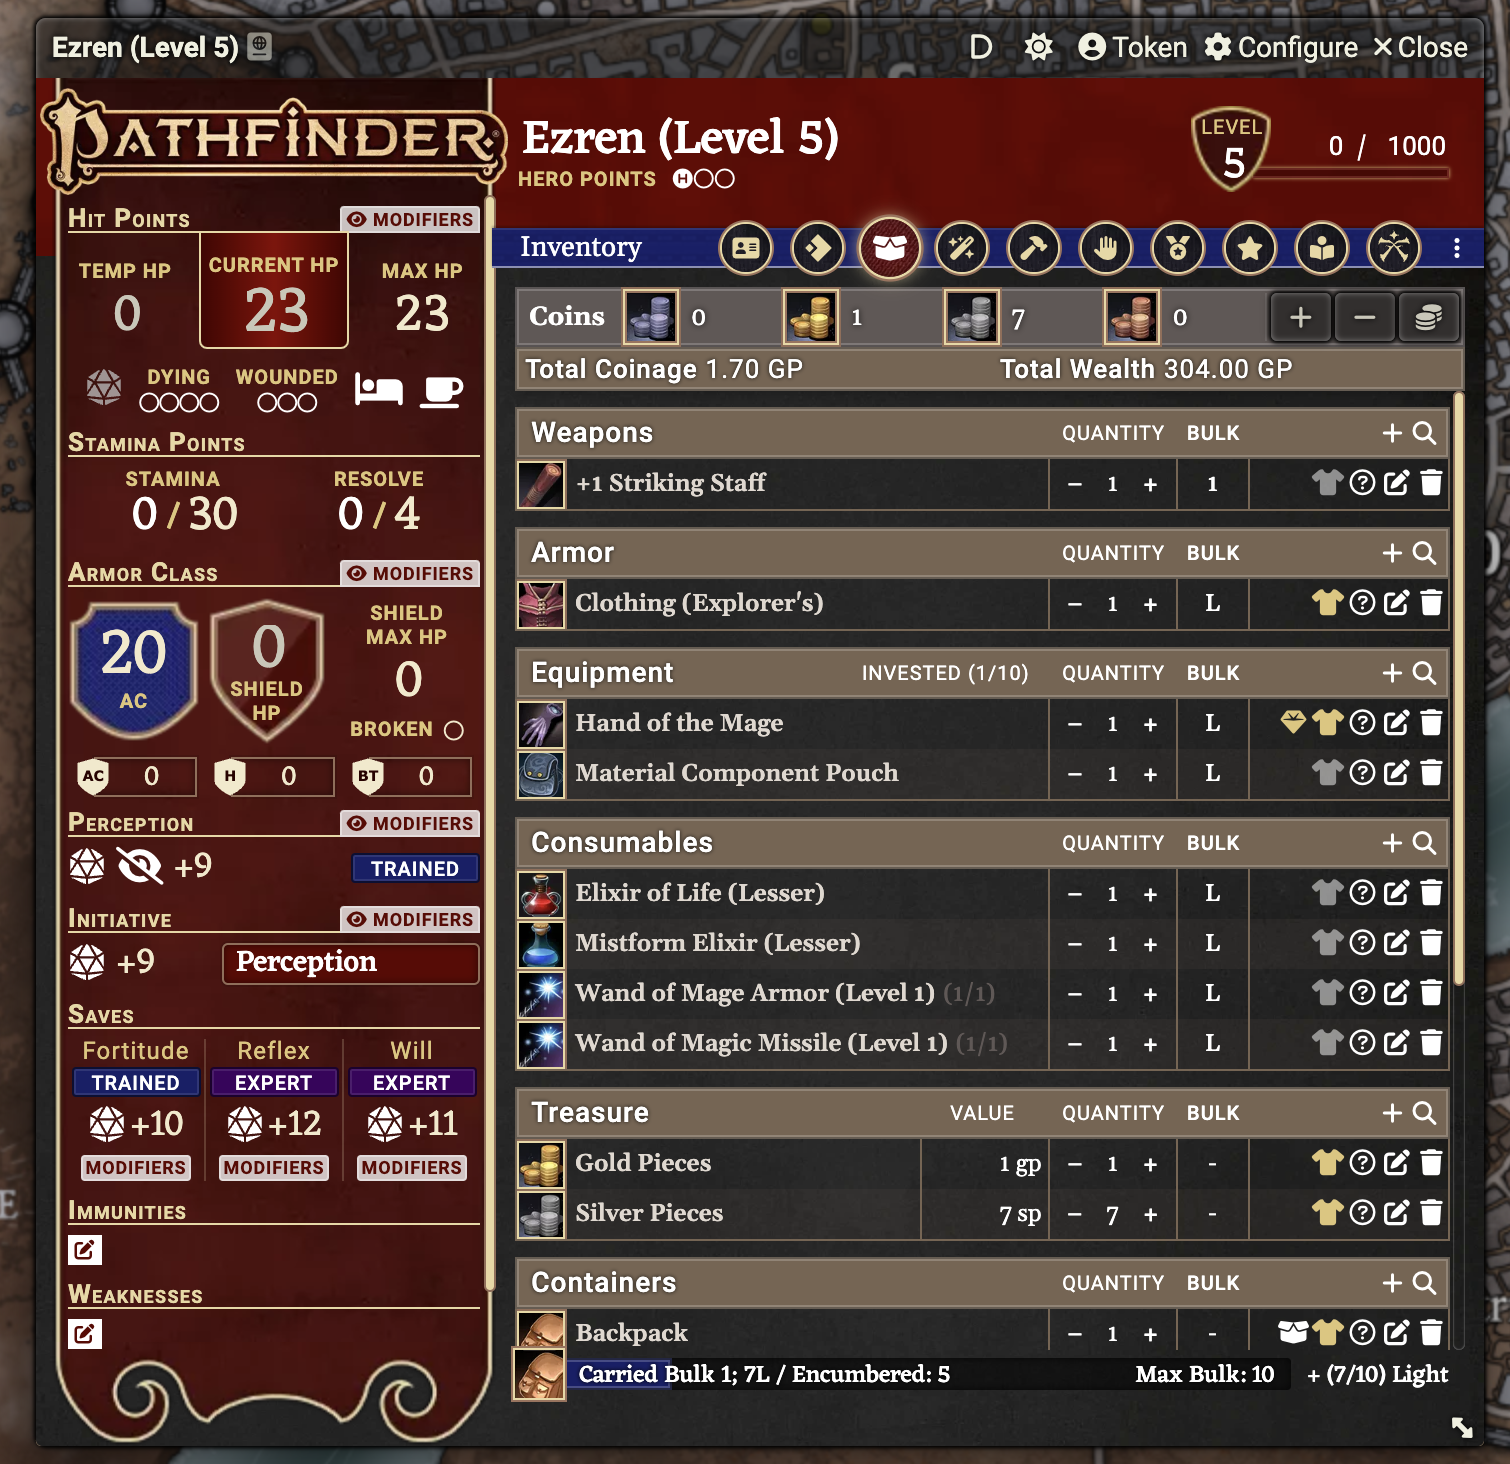 Ezren (Level 5)
D Token Configure Close
PATHFINDER
Ezren (Level 5)
HERO POINTS H
LEVEL 5
0 / 1000
HIT POINTS MODIFIERS
TEMP HP CURRENT HP MAX HP
0 23 23
DYING WOUNDED
STAMINA POINTS
STAMINA RESOLVE
0 / 30 0 / 4
ARMOR CLASS MODIFIERS
20 AC
0 SHIELD HP
SHIELD MAX HP
0
BROKEN
AC 0 H 0 BT 0
PERCEPTION MODIFIERS
+9 TRAINED
INITIATIVE MODIFIERS
+9 Perception
SAVES
Fortitude Reflex Will
TRAINED EXPERT EXPERT
+10 +12 +11
MODIFIERS MODIFIERS MODIFIERS
IMMUNITIES
WEAKNESSES
Inventory
Coins 0 1 7 0 + −
Total Coinage 1.70 GP Total Wealth 304.00 GP
Weapons QUANTITY BULK +
+1 Striking Staff − 1 + 1
Armor QUANTITY BULK +
Clothing (Explorer's) − 1 + L
Equipment INVESTED (1/10) QUANTITY BULK +
Hand of the Mage − 1 + L
Material Component Pouch − 1 + L
Consumables QUANTITY BULK +
Elixir of Life (Lesser) − 1 + L
Mistform Elixir (Lesser) − 1 + L
Wand of Mage Armor (Level 1) (1/1) − 1 + L
Wand of Magic Missile (Level 1) (1/1) − 1 + L
Treasure VALUE QUANTITY BULK +
Gold Pieces 1 gp − 1 + -
Silver Pieces 7 sp − 7 + -
Containers QUANTITY BULK +
Backpack − 1 + -
Carried Bulk 1; 7L / Encumbered: 5 Max Bulk: 10 + (7/10) Light